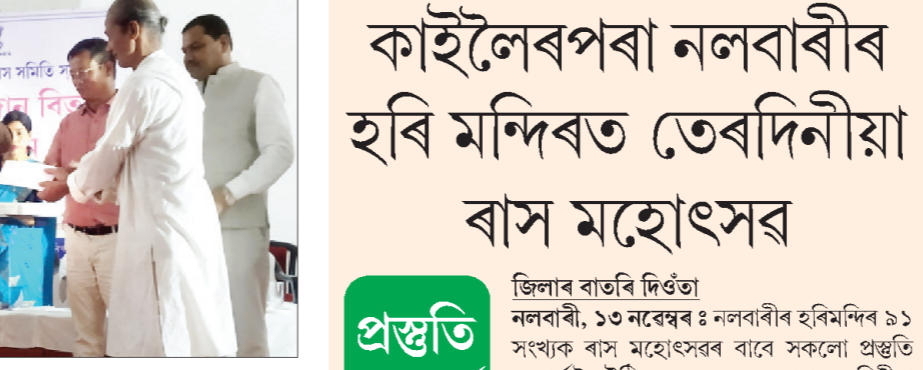 স সমিতি
কাইলৈৰপৰা নলবাৰীৰ
হৰি মন্দিৰত তেৰদিনীয়া
ৰাস মহোৎসৱ
প্ৰস্তুতি
জিলাৰ বাতৰি দিওঁতা
নলবাৰী, ১৩ নৱেম্বৰ ঃ নলবাৰীৰ হৰিমন্দিৰ ৯১
সংখ্যক ৰাস মহোৎসৱৰ বাবে সকলো প্ৰস্তুতি